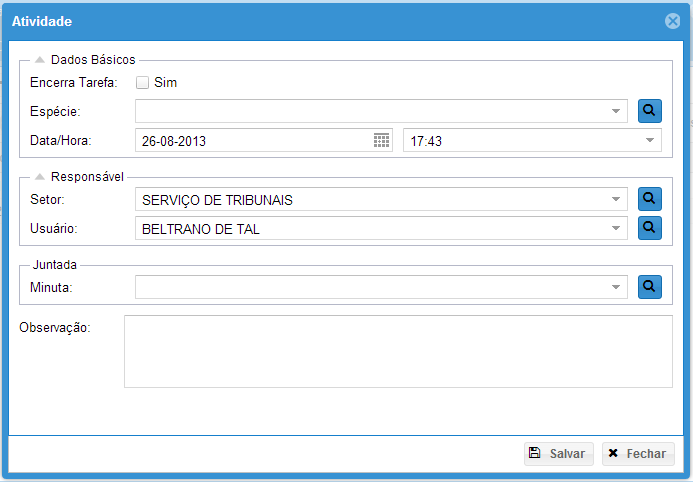 Atividade
Dados Básicos
Encerra Tarefa: Sim
Espécie:
Data/Hora: 26-08-2013 17:43
Responsável
Setor: SERVIÇO DE TRIBUNAIS
Usuário: BELTRANO DE TAL
Juntada
Minuta:
Observação:
Salvar Fechar